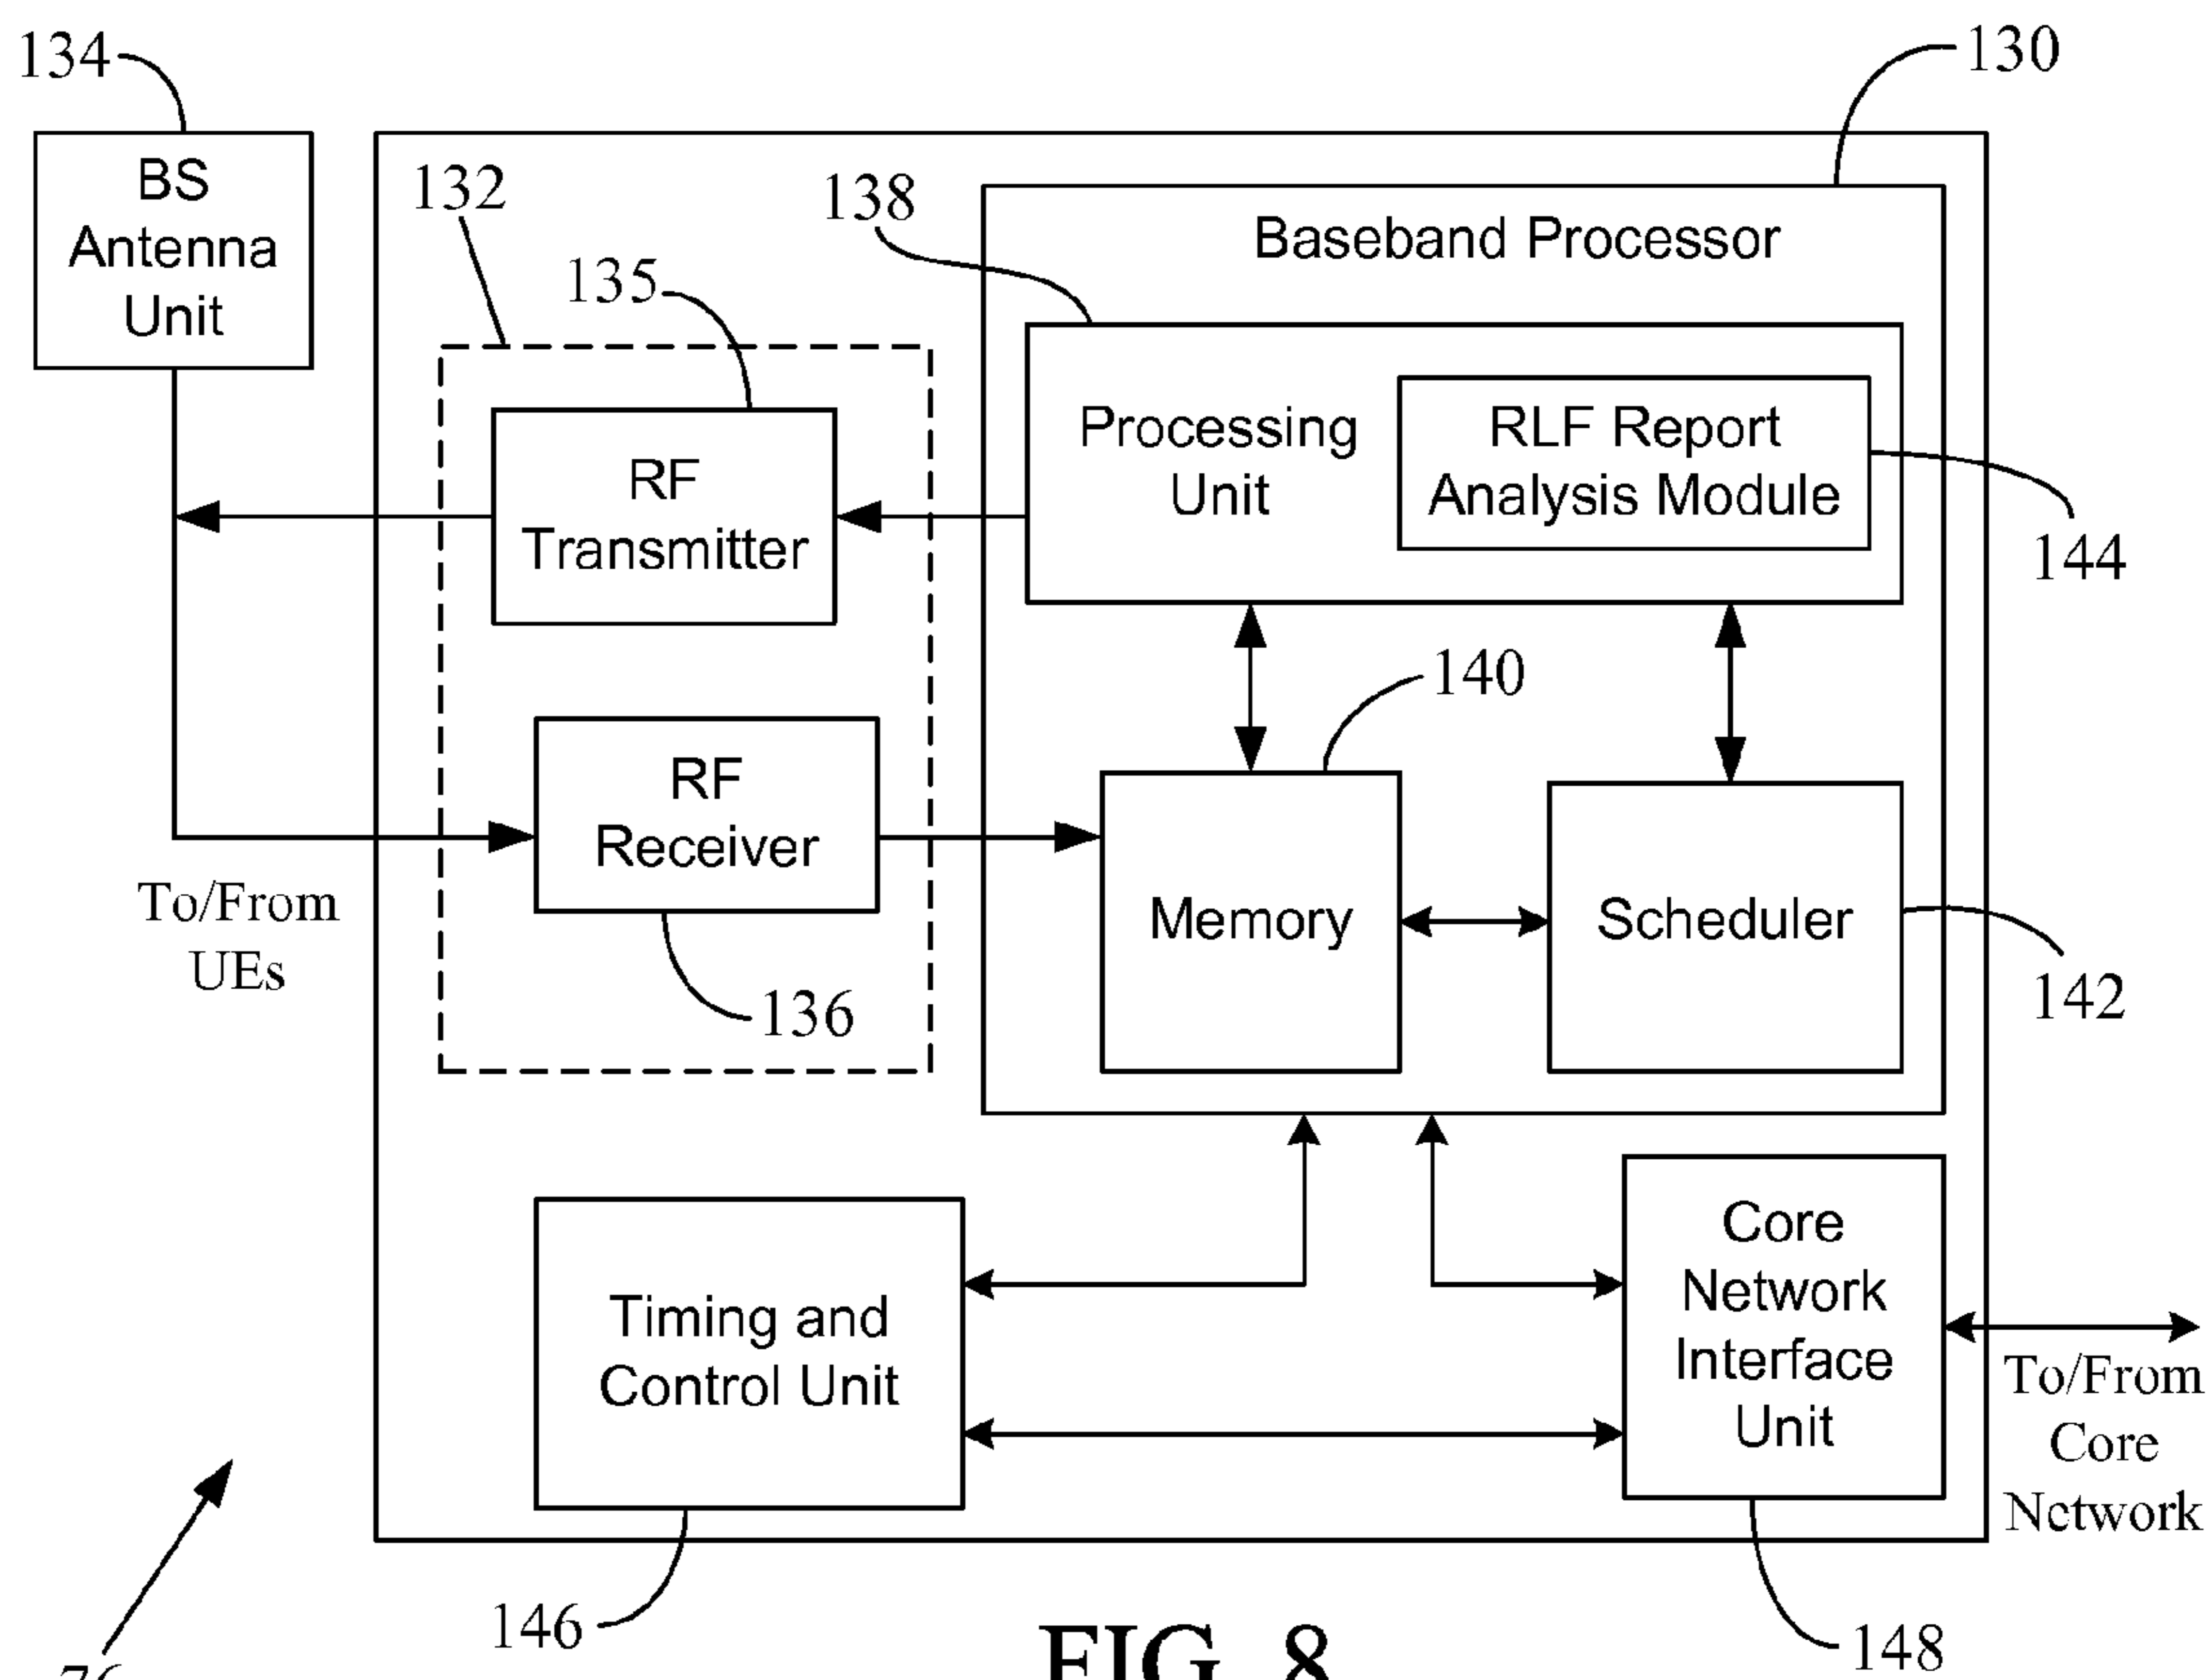 134
130
BS
Antenna
Unit
132
138
Baseband Processor
135
Processing
Unit
RLF Report
Analysis Module
RF
Transmitter
144
140
RF
Receiver
Memory
Scheduler
To/From
UEs
136
142
Core
Network
Interface
Unit
Timing and
Control Unit
To/From
Core
Network
146
148
FIG. 8
76